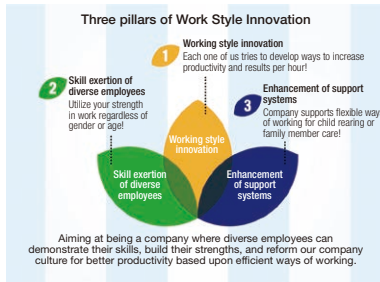 Three pillars of Work Style Innovation
1
Working style innovation
Each one of us tries to develop ways to increase
productivity and results per hour!
2
Skill exertion of
diverse employees
Utilize your strength
in work regardless of
gender or age!
3
Enhancement of support
systems
Company supports flexible way
of working for child rearing or
family member care!
Working style
innovation
Skill exertion
of diverse
employees
Enhancement
of support
systems
Aiming at being a company where diverse employees can
demonstrate their skills, build their strengths, and reform our company
culture for better productivity based upon efficient ways of working.